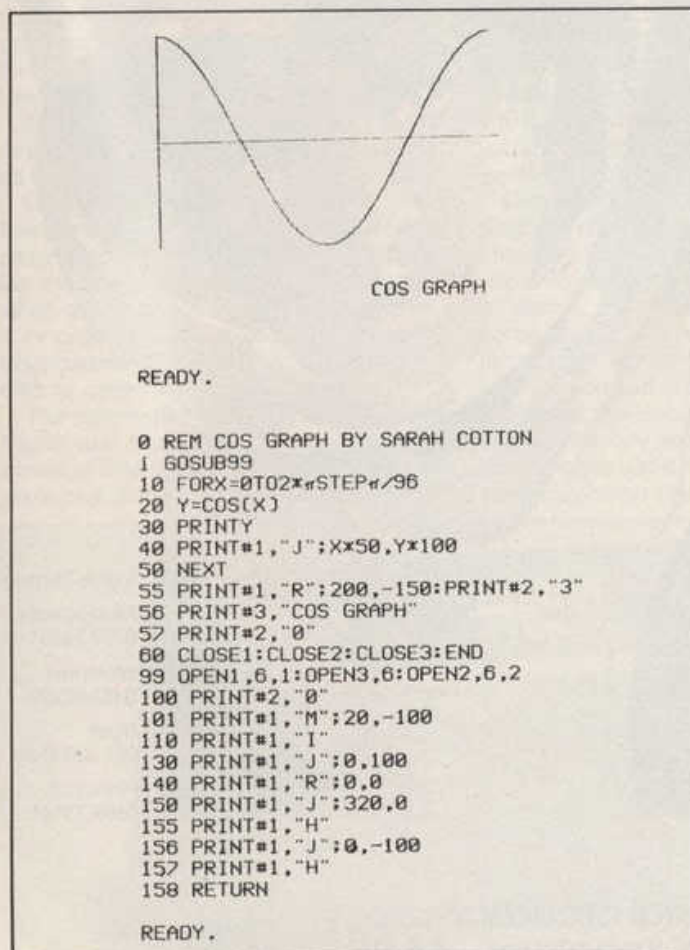 COS GRAPH
READY.
0 REM COS GRAPH BY SARAH COTTON
1 GOSUB99
10 FORX=0TO2*πSTEPπ/96
20 Y=COS(X)
30 PRINTY
40 PRINT#1,"J";X*50,Y*100
50 NEXT
55 PRINT#1,"R";200,-150:PRINT#2,"3"
56 PRINT#3,"COS GRAPH"
57 PRINT#2,"0"
60 CLOSE1:CLOSE2:CLOSE3:END
99 OPEN1,6,1:OPEN3,6:OPEN2,6,2
100 PRINT#2,"0"
101 PRINT#1,"M";20,-100
110 PRINT#1,"I"
130 PRINT#1,"J";0,100
140 PRINT#1,"R";0,0
150 PRINT#1,"J";320,0
155 PRINT#1,"H"
156 PRINT#1,"J";0,-100
157 PRINT#1,"H"
158 RETURN
READY.